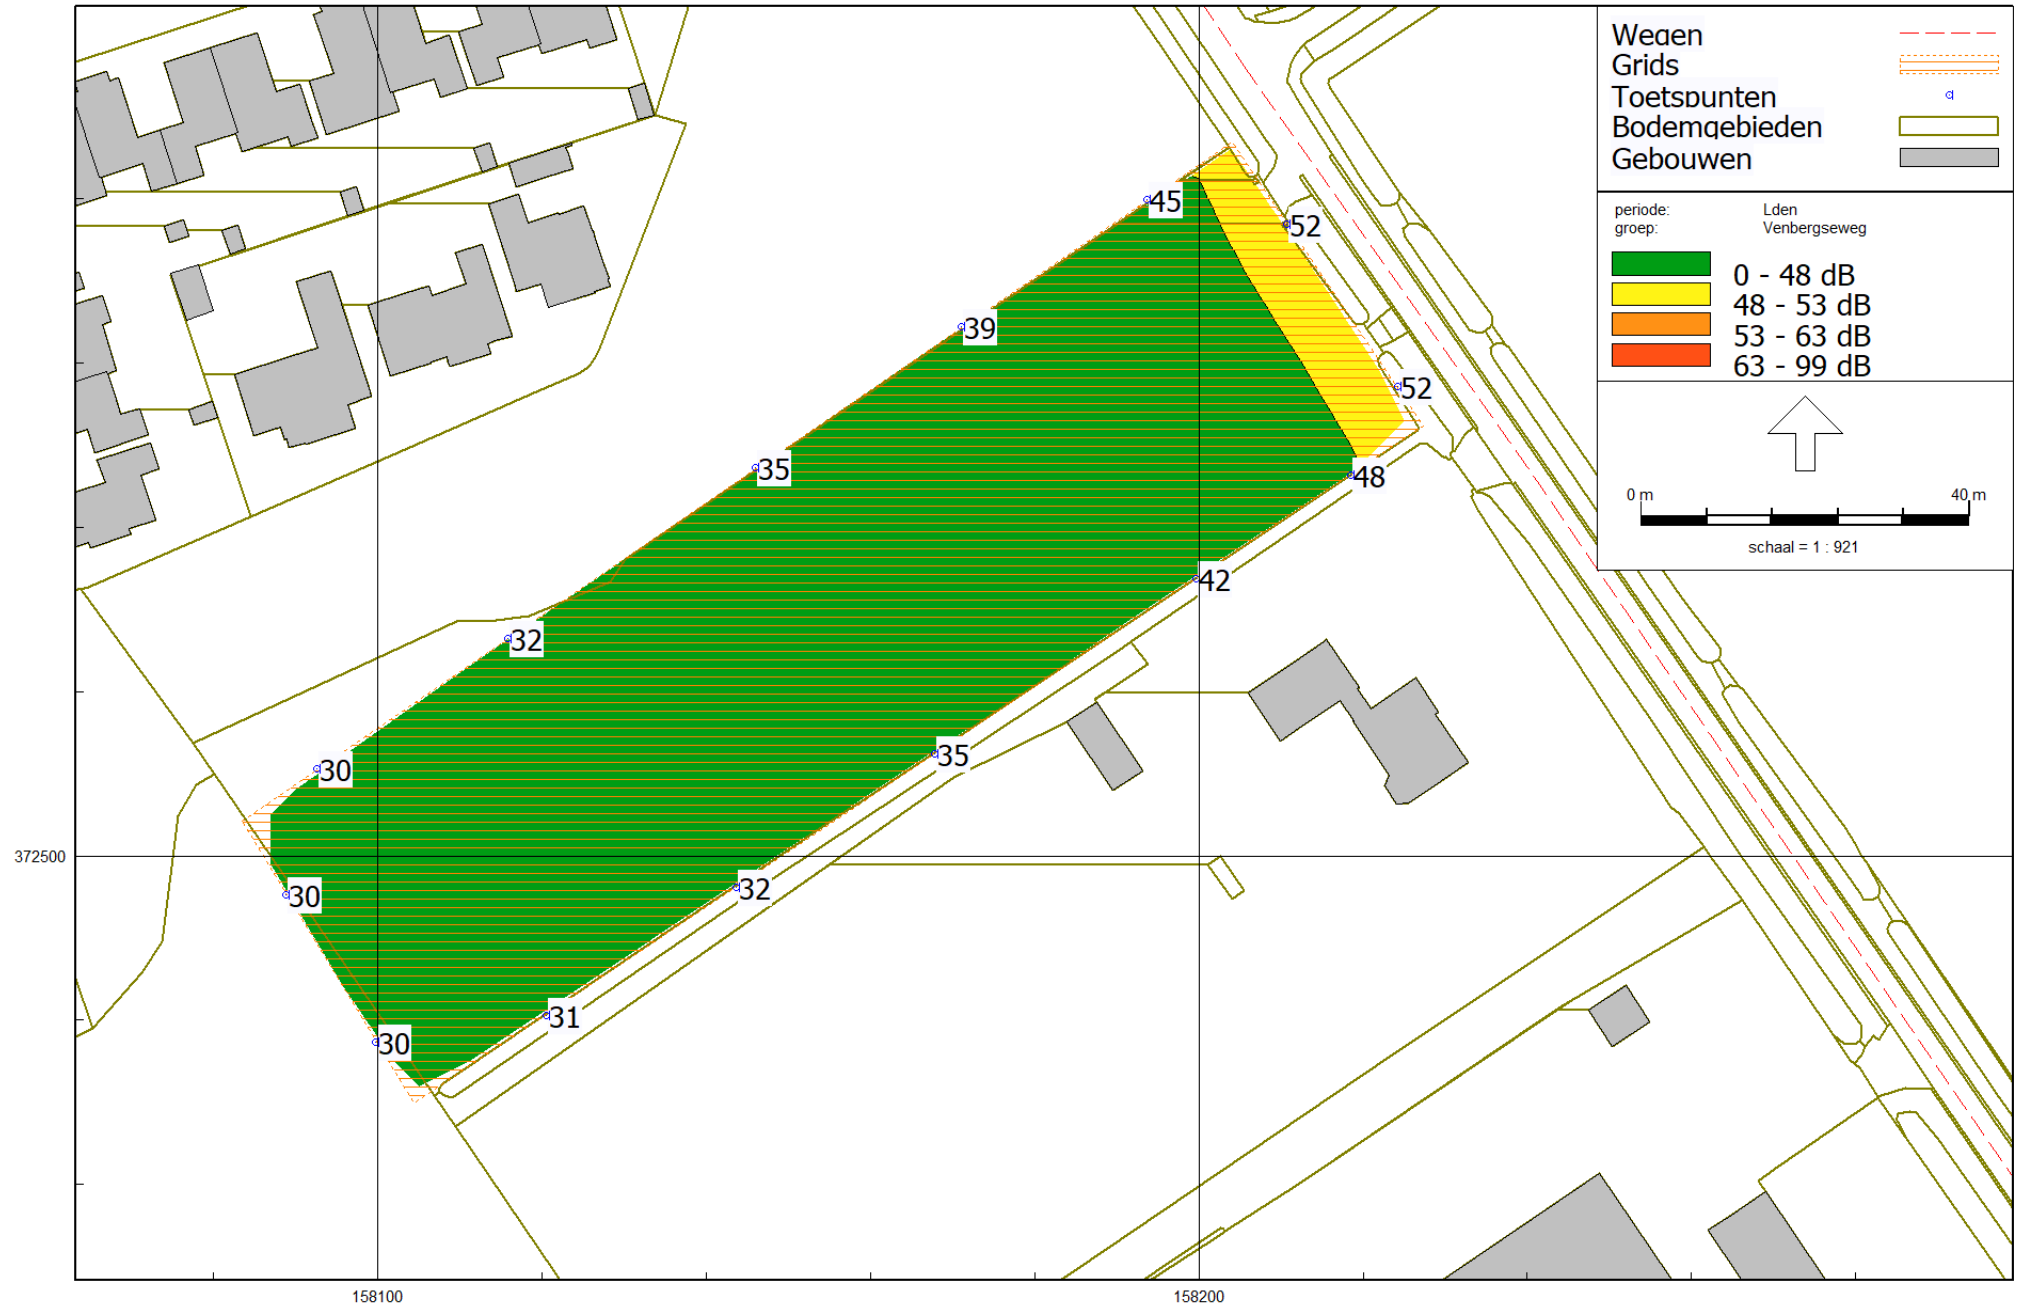 Wegen
Grids
Toetspunten
Bodemgebieden
Gebouwen
periode: Lden
groep: Venbergseweg
0 - 48 dB
48 - 53 dB
53 - 63 dB
63 - 99 dB
0 m 40 m
schaal = 1 : 921
45
52
39
52
35
48
42
32
35
30
32
30
31
30
372500
158100 158200